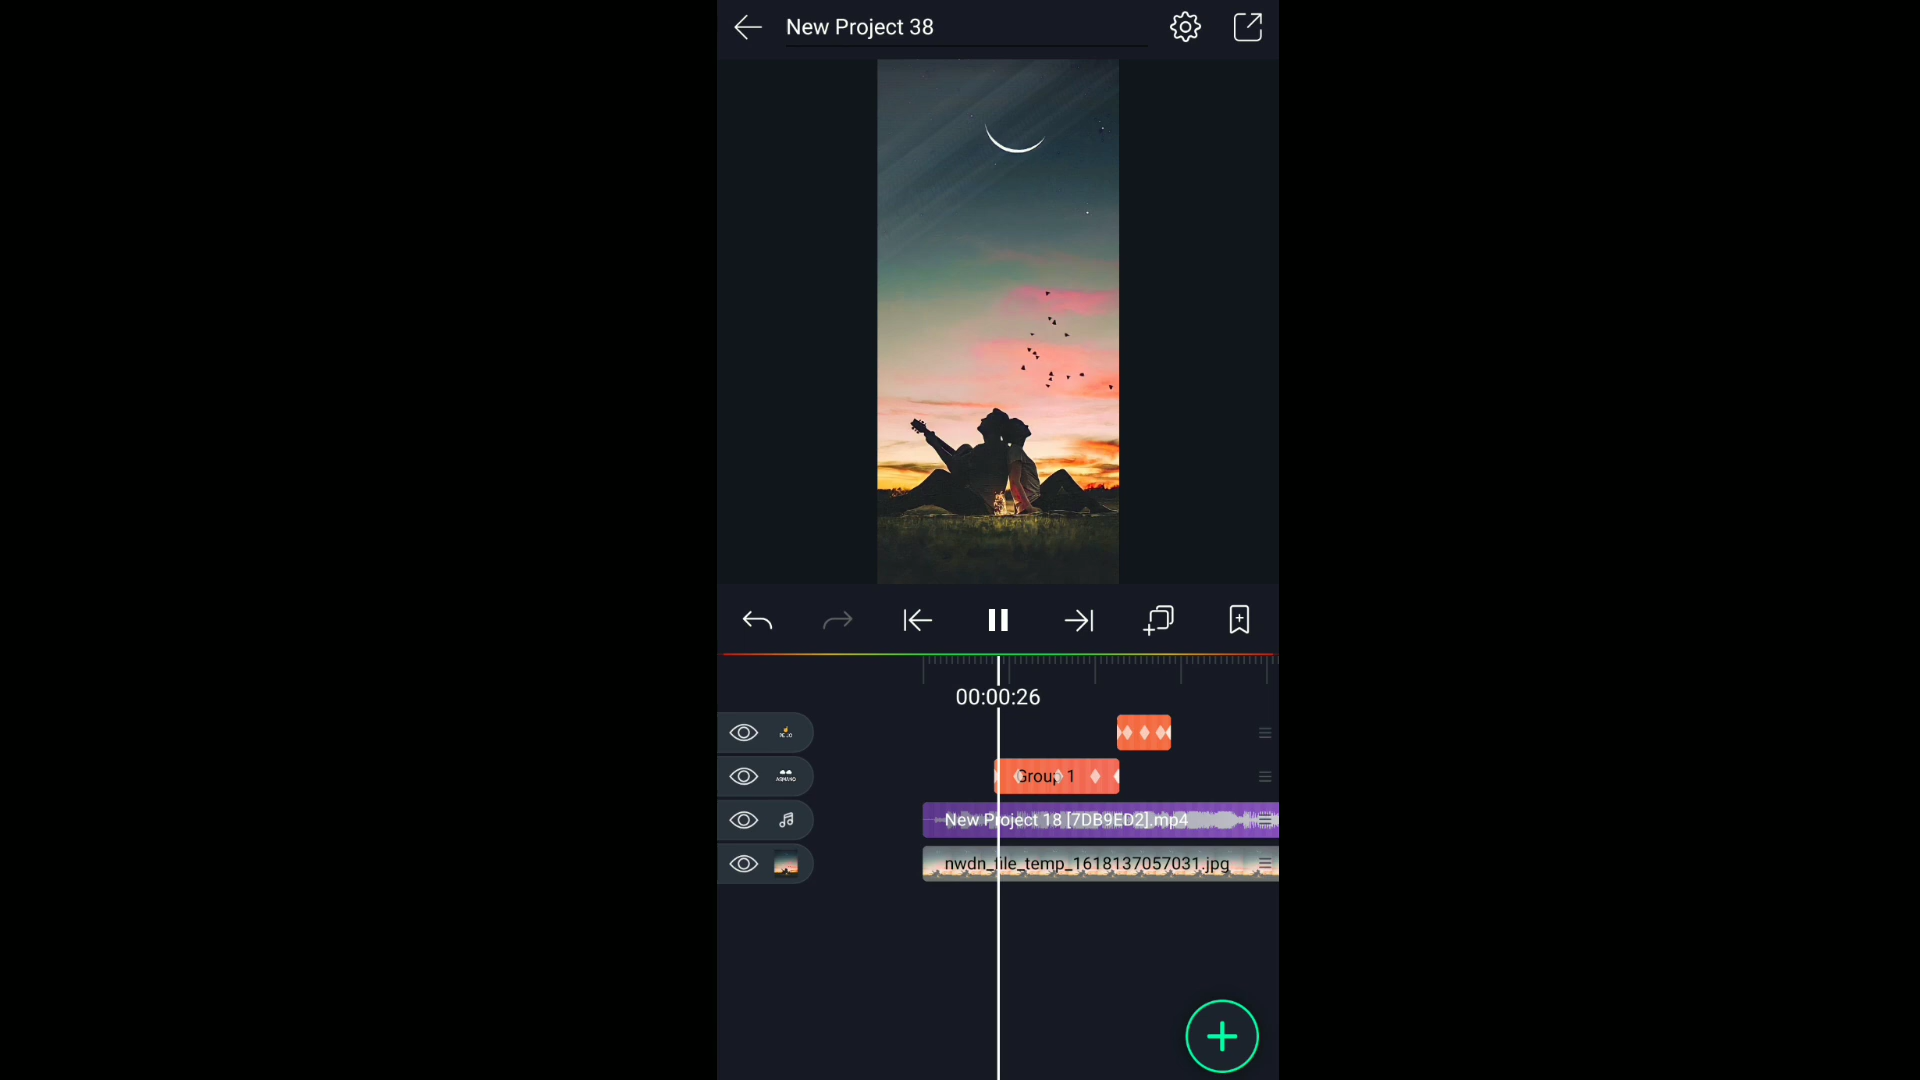 New Project 38
00:00:26
Group 1
New Project 18 [7DB9ED2].mp4
nwdn_file_temp_1618137057031.jpg